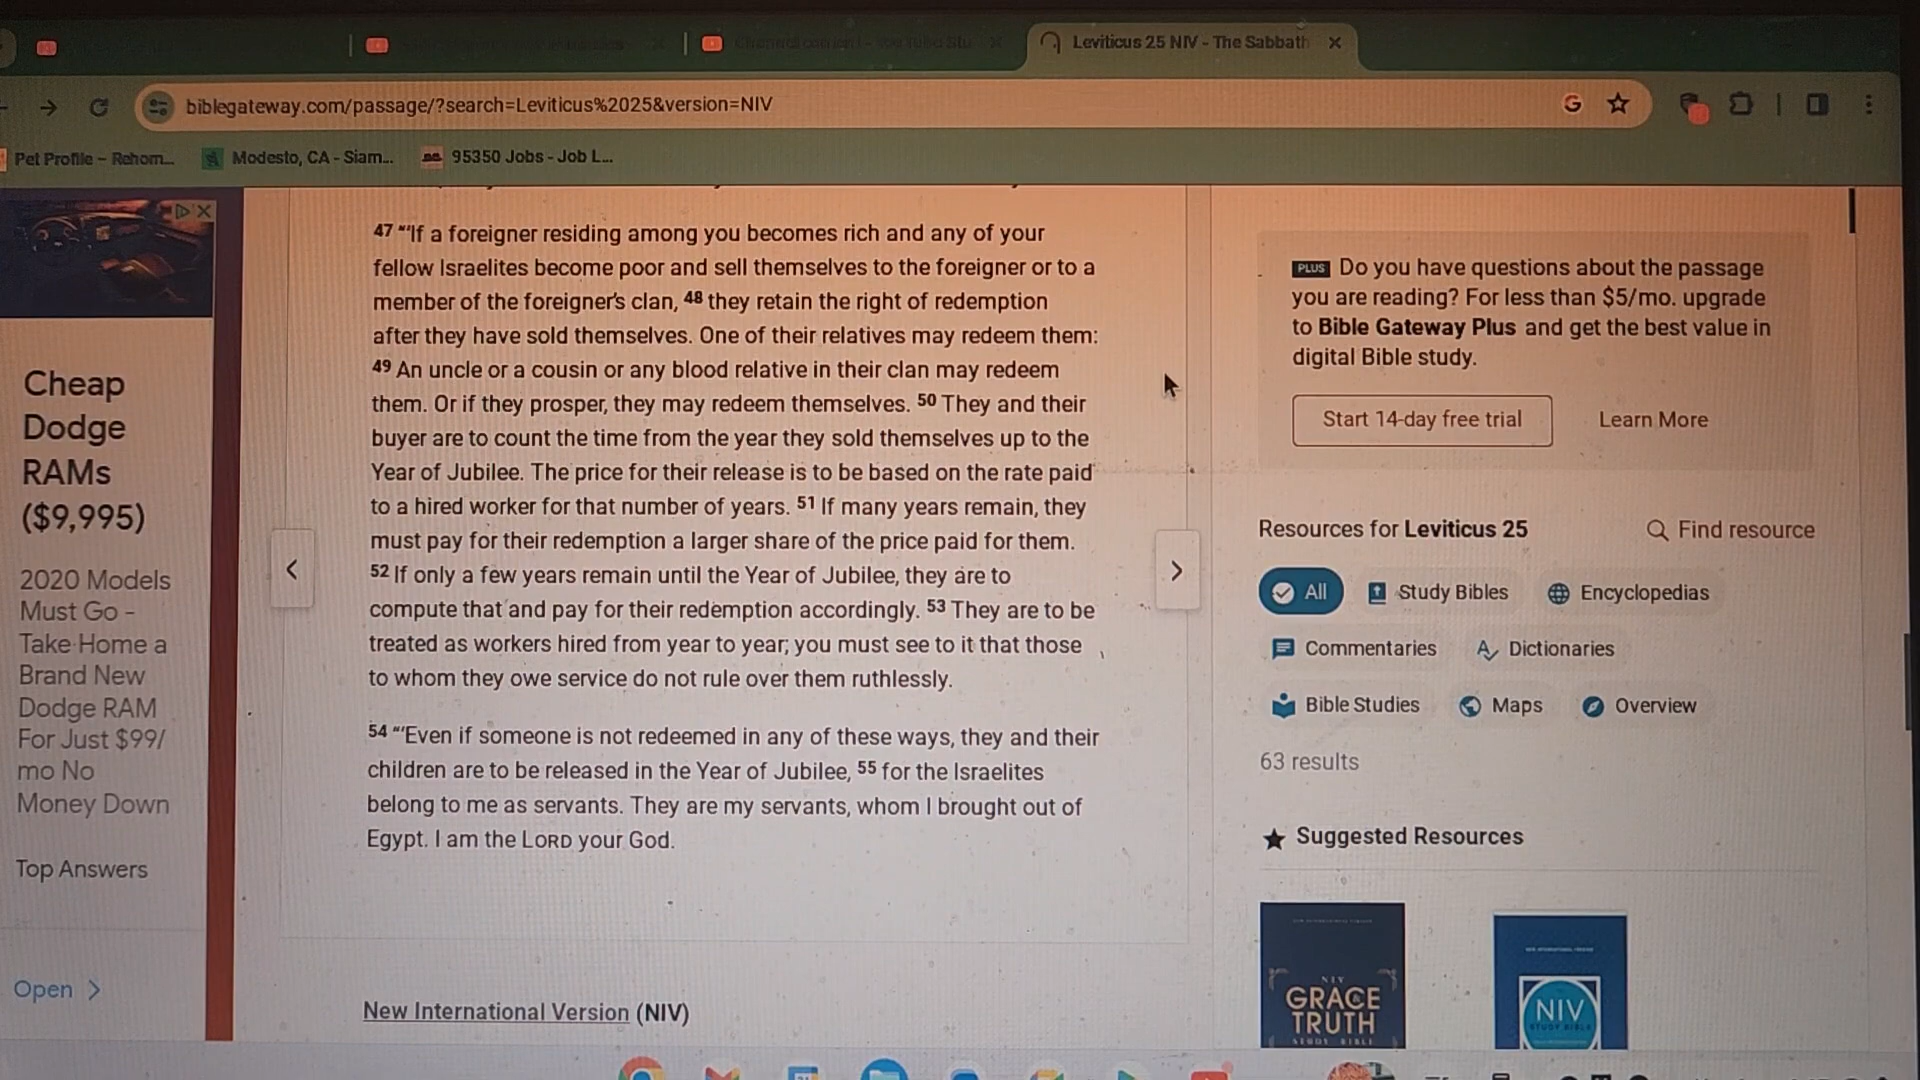 Leviticus 25 NIV - The Sabbath
biblegateway.com/passage/?search=Leviticus%2025&version=NIV
Pet Profile – Rehom...
Modesto, CA - Siam...
95350 Jobs - Job L...
47 “‘If a foreigner residing among you becomes rich and any of your
fellow Israelites become poor and sell themselves to the foreigner or to a
member of the foreigner’s clan, 48 they retain the right of redemption
after they have sold themselves. One of their relatives may redeem them:
49 An uncle or a cousin or any blood relative in their clan may redeem
them. Or if they prosper, they may redeem themselves. 50 They and their
buyer are to count the time from the year they sold themselves up to the
Year of Jubilee. The price for their release is to be based on the rate paid
to a hired worker for that number of years. 51 If many years remain, they
must pay for their redemption a larger share of the price paid for them.
52 If only a few years remain until the Year of Jubilee, they are to
compute that and pay for their redemption accordingly. 53 They are to be
treated as workers hired from year to year; you must see to it that those
to whom they owe service do not rule over them ruthlessly.
54 “‘Even if someone is not redeemed in any of these ways, they and their
children are to be released in the Year of Jubilee, 55 for the Israelites
belong to me as servants. They are my servants, whom I brought out of
Egypt. I am the LORD your God.
New International Version (NIV)
Cheap
Dodge
RAMs
($9,995)
2020 Models
Must Go -
Take Home a
Brand New
Dodge RAM
For Just $99/
mo No
Money Down
Top Answers
Open
PLUS Do you have questions about the passage
you are reading? For less than $5/mo. upgrade
to Bible Gateway Plus and get the best value in
digital Bible study.
Start 14-day free trial
Learn More
Resources for Leviticus 25
Find resource
All
Study Bibles
Encyclopedias
Commentaries
Dictionaries
Bible Studies
Maps
Overview
63 results
Suggested Resources
NIV
GRACE
TRUTH
STUDY BIBLE
NIV
STUDY BIBLE